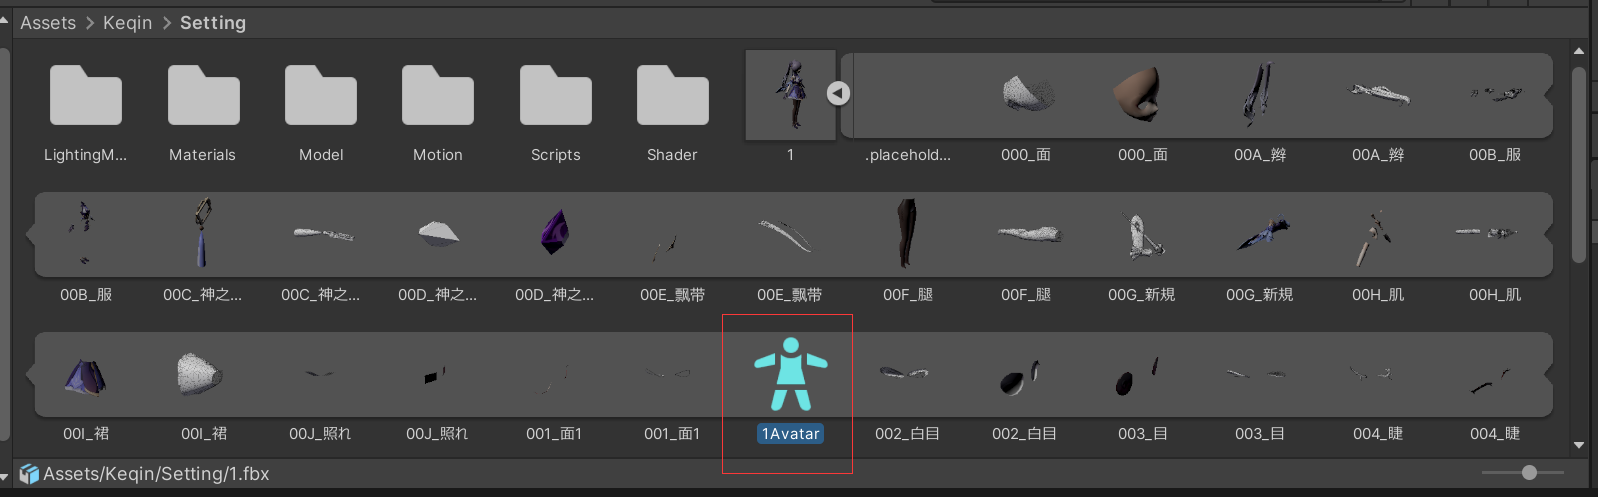 Assets > Keqin > Setting
LightingM... Materials Model Motion Scripts Shader 1 .placehold... 000_面 000_面 00A_辫 00A_辫 00B_服
00B_服 00C_神之... 00C_神之... 00D_神之... 00D_神之... 00E_飘带 00E_飘带 00F_腿 00F_腿 00G_新規 00G_新規 00H_肌 00H_肌
00I_裙 00I_裙 00J_照れ 00J_照れ 001_面1 001_面1 1Avatar 002_白目 002_白目 003_目 003_目 004_睫 004_睫
Assets/Keqin/Setting/1.fbx